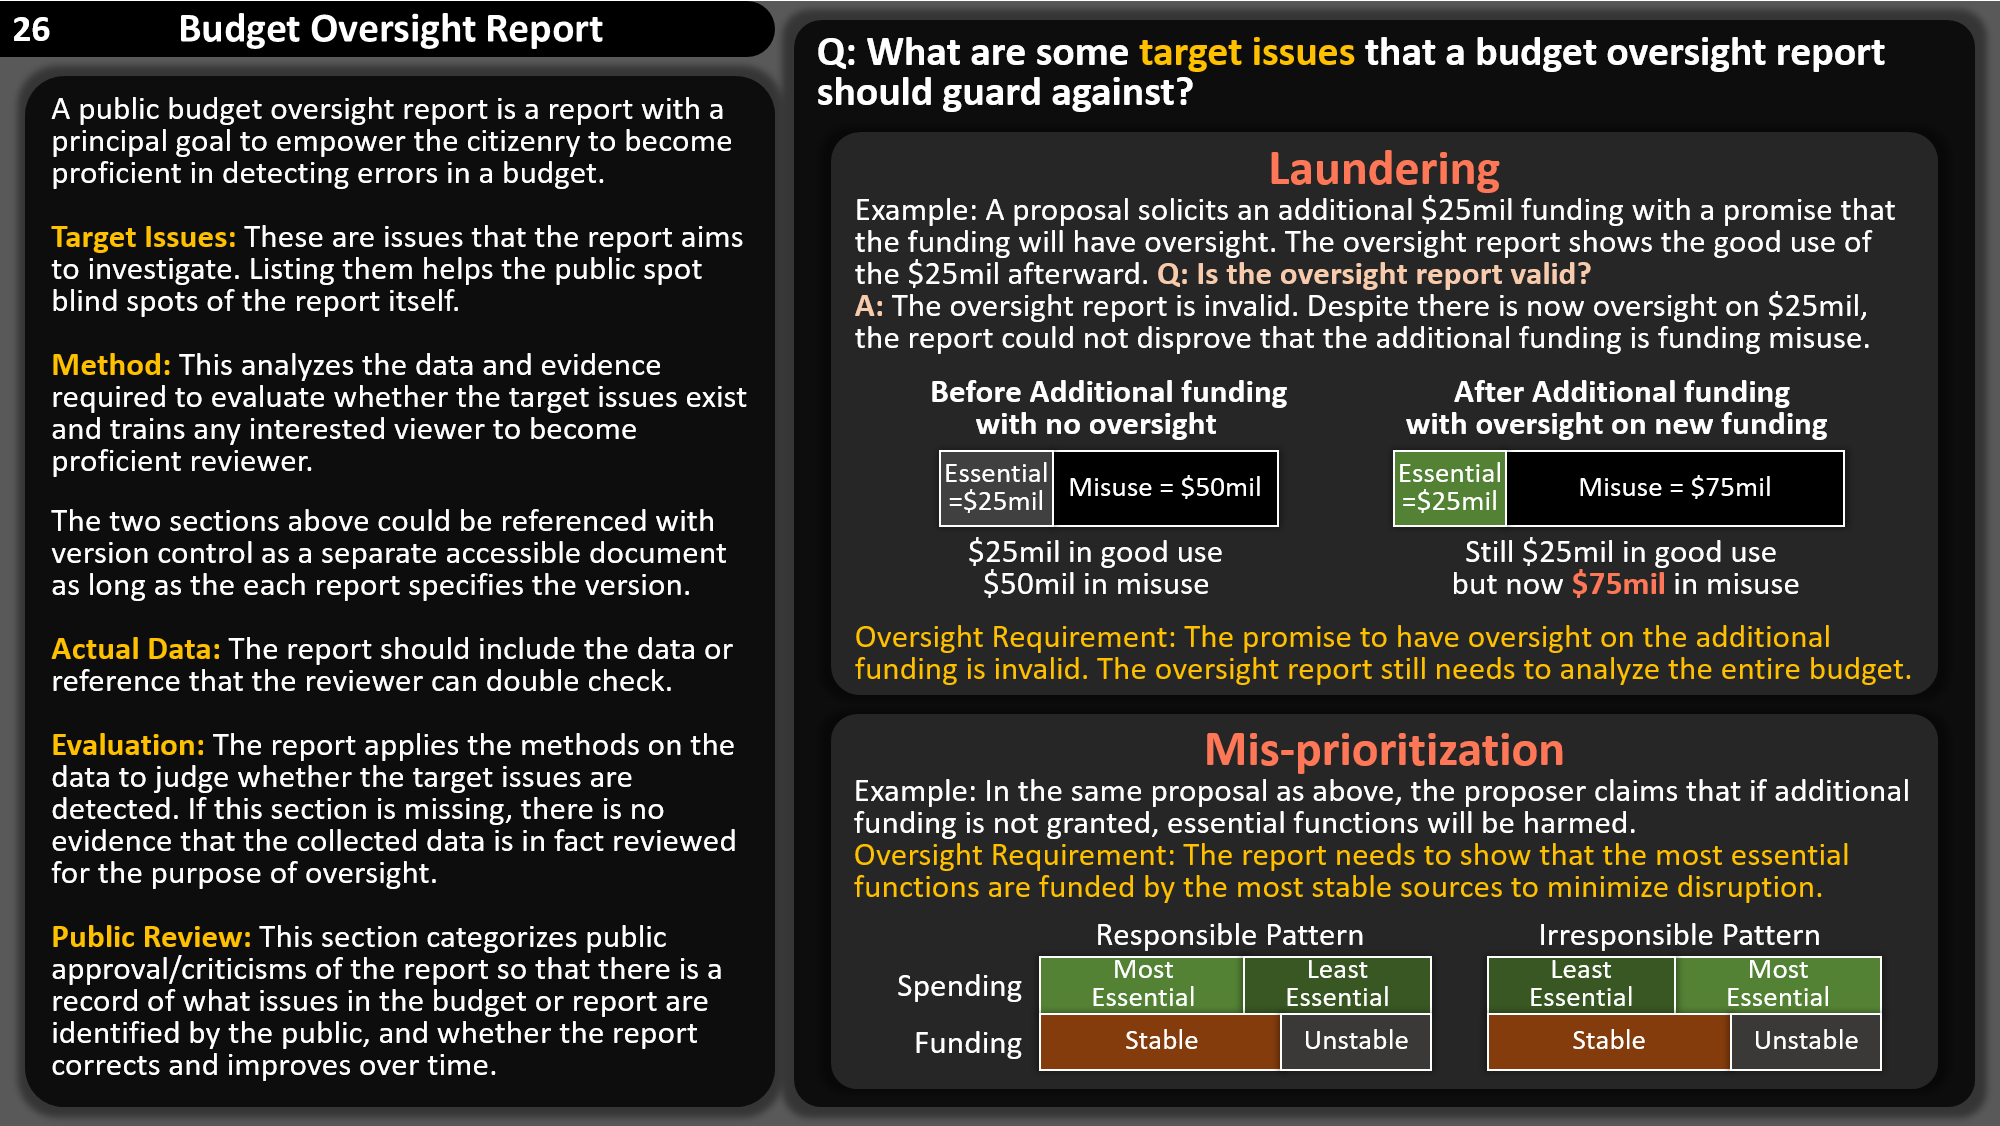 26
Budget Oversight Report
A public budget oversight report is a report with a
principal goal to empower the citizenry to become
proficient in detecting errors in a budget.
Target Issues: These are issues that the report aims
to investigate. Listing them helps the public spot
blind spots of the report itself.
Method: This analyzes the data and evidence
required to evaluate whether the target issues exist
and trains any interested viewer to become
proficient reviewer.
The two sections above could be referenced with
version control as a separate accessible document
as long as the each report specifies the version.
Actual Data: The report should include the data or
reference that the reviewer can double check.
Evaluation: The report applies the methods on the
data to judge whether the target issues are
detected. If this section is missing, there is no
evidence that the collected data is in fact reviewed
for the purpose of oversight.
Public Review: This section categorizes public
approval/criticisms of the report so that there is a
record of what issues in the budget or report are
identified by the public, and whether the report
corrects and improves over time.
Q: What are some target issues that a budget oversight report
should guard against?
Laundering
Example: A proposal solicits an additional $25mil funding with a promise that
the funding will have oversight. The oversight report shows the good use of
the $25mil afterward. Q: Is the oversight report valid?
A: The oversight report is invalid. Despite there is now oversight on $25mil,
the report could not disprove that the additional funding is funding misuse.
Before Additional funding
with no oversight
Essential
=$25mil
Misuse = $50mil
$25mil in good use
$50mil in misuse
After Additional funding
with oversight on new funding
Essential
=$25mil
Misuse = $75mil
Still $25mil in good use
but now $75mil in misuse
Oversight Requirement: The promise to have oversight on the additional
funding is invalid. The oversight report still needs to analyze the entire budget.
Mis-prioritization
Example: In the same proposal as above, the proposer claims that if additional
funding is not granted, essential functions will be harmed.
Oversight Requirement: The report needs to show that the most essential
functions are funded by the most stable sources to minimize disruption.
Responsible Pattern
Spending
Most
Essential
Least
Essential
Funding
Stable
Unstable
Irresponsible Pattern
Least
Essential
Most
Essential
Stable
Unstable